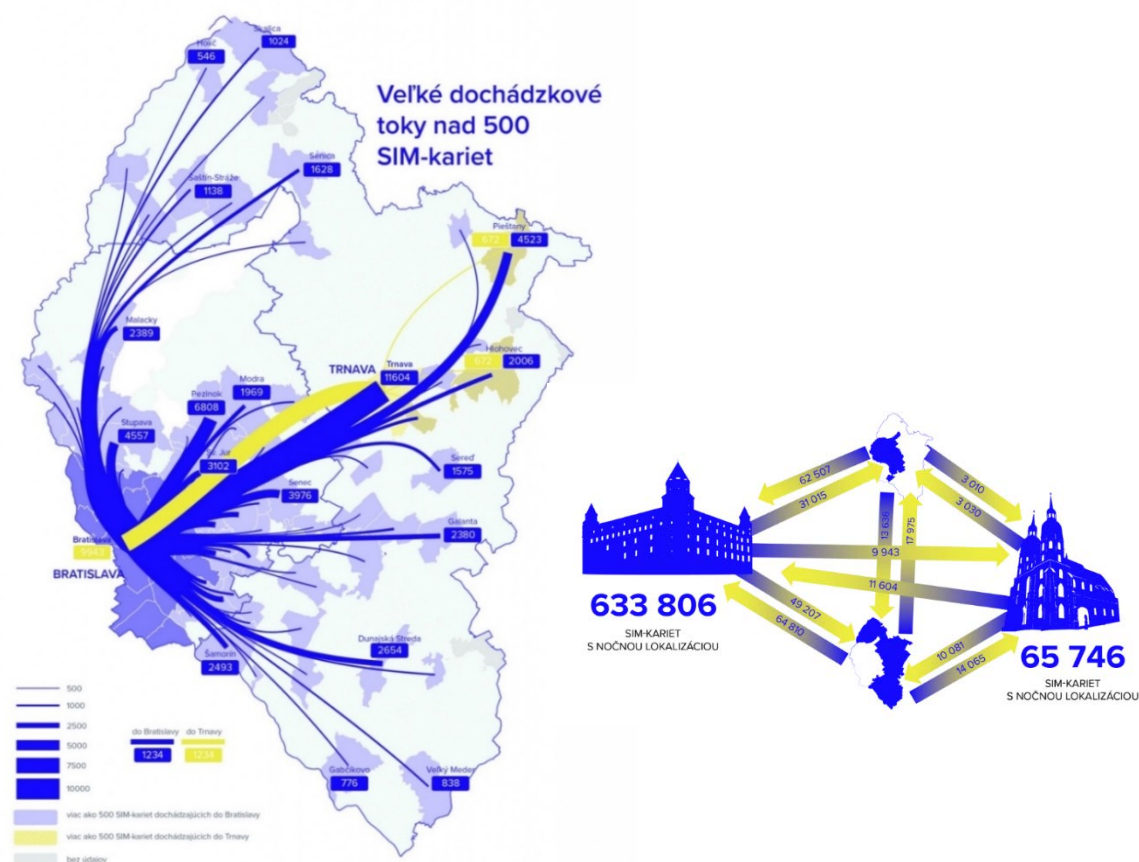 Skalica
1024
Holíč
546
Veľké dochádzkové
toky nad 500
SIM-kariet
Senica
1628
Šaštín-Stráže
1138
Piešťany
672 4523
Malacky
2389
Hlohovec
672 2006
TRNAVA
Trnava
11604
Modra
1969
Pezinok
6808
Stupava
4557
Sv. Jur
3102
Sereď
1575
Senec
3976
Galanta
2380
Bratislava
9943
BRATISLAVA
Dunajská Streda
2654
Šamorín
2493
Gabčíkovo
776
Veľký Meder
838
500
1000
2500
5000
7500
10000
do Bratislavy do Trnavy
1234 1234
viac ako 500 SIM-kariet dochádzajúcich do Bratislavy
viac ako 500 SIM-kariet dochádzajúcich do Trnavy
bez údajov
62 507
31 015
3 010
3 030
13 636
17 975
9 943
11 604
49 207
64 810
10 081
14 065
633 806
SIM-KARIET
S NOČNOU LOKALIZÁCIOU
65 746
SIM-KARIET
S NOČNOU LOKALIZÁCIOU